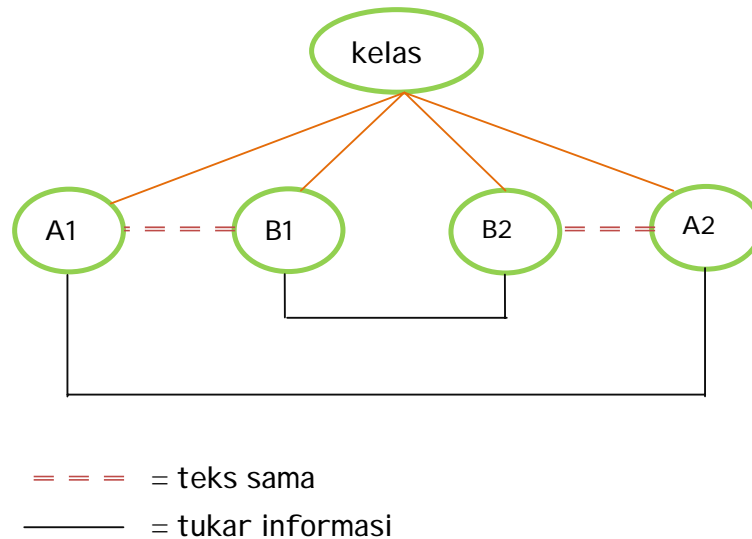 kelas
A1
B1
B2
A2
= teks sama
= tukar informasi